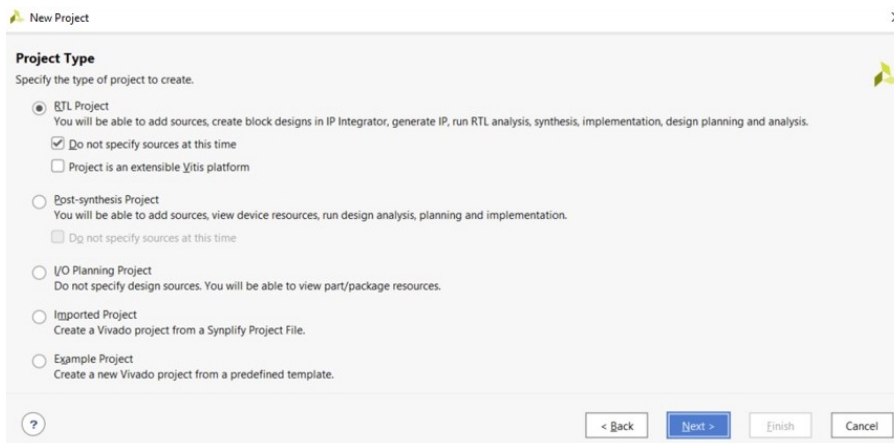 New Project
Project Type
Specify the type of project to create.
RTL Project
You will be able to add sources, create block designs in IP Integrator, generate IP, run RTL analysis, synthesis, implementation, design planning and analysis.
Do not specify sources at this time
Project is an extensible Vitis platform
Post-synthesis Project
You will be able to add sources, view device resources, run design analysis, planning and implementation.
Do not specify sources at this time
I/O Planning Project
Do not specify design sources. You will be able to view part/package resources.
Imported Project
Create a Vivado project from a Synplify Project File.
Example Project
Create a new Vivado project from a predefined template.
? < Back Next > Finish Cancel